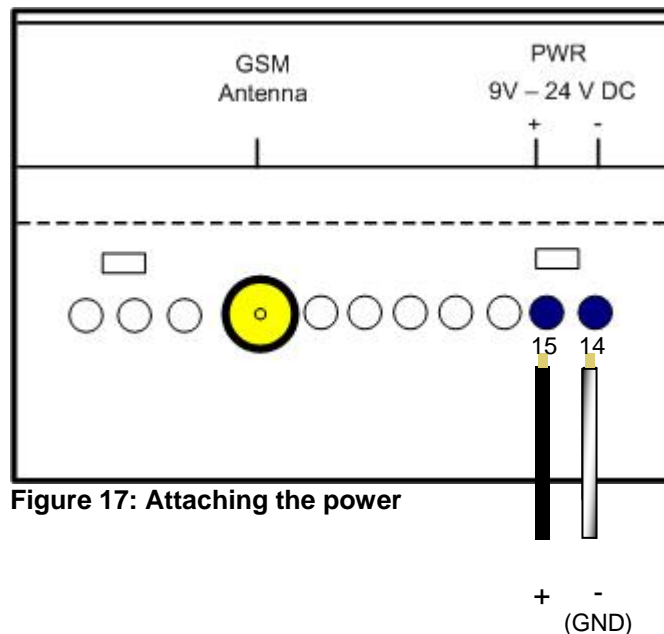 GSM
Antenna
PWR
9V – 24 V DC
+ -
15 14
Figure 17: Attaching the power
+ -
(GND)